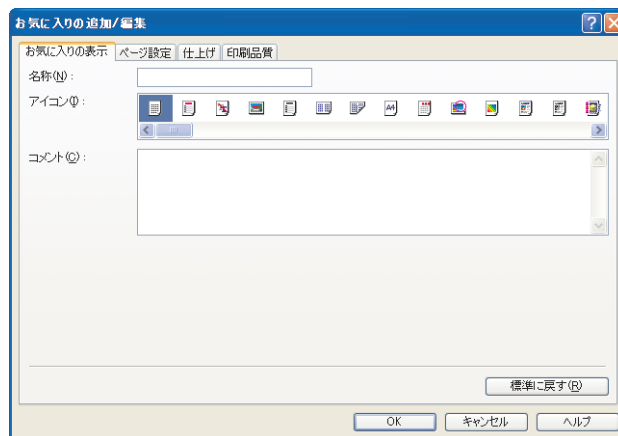 お気に入りの追加/編集
お気に入りの表示 ページ設定 仕上げ 印刷品質
名称(N):
アイコン(I):
コメント(C):
標準に戻す(R)
OK キャンセル ヘルプ